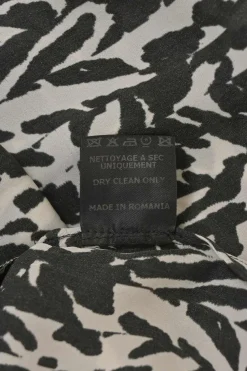 NETTOYAGE A SEC
UNIQUEMENT
DRY CLEAN ONLY
MADE IN ROMANIA